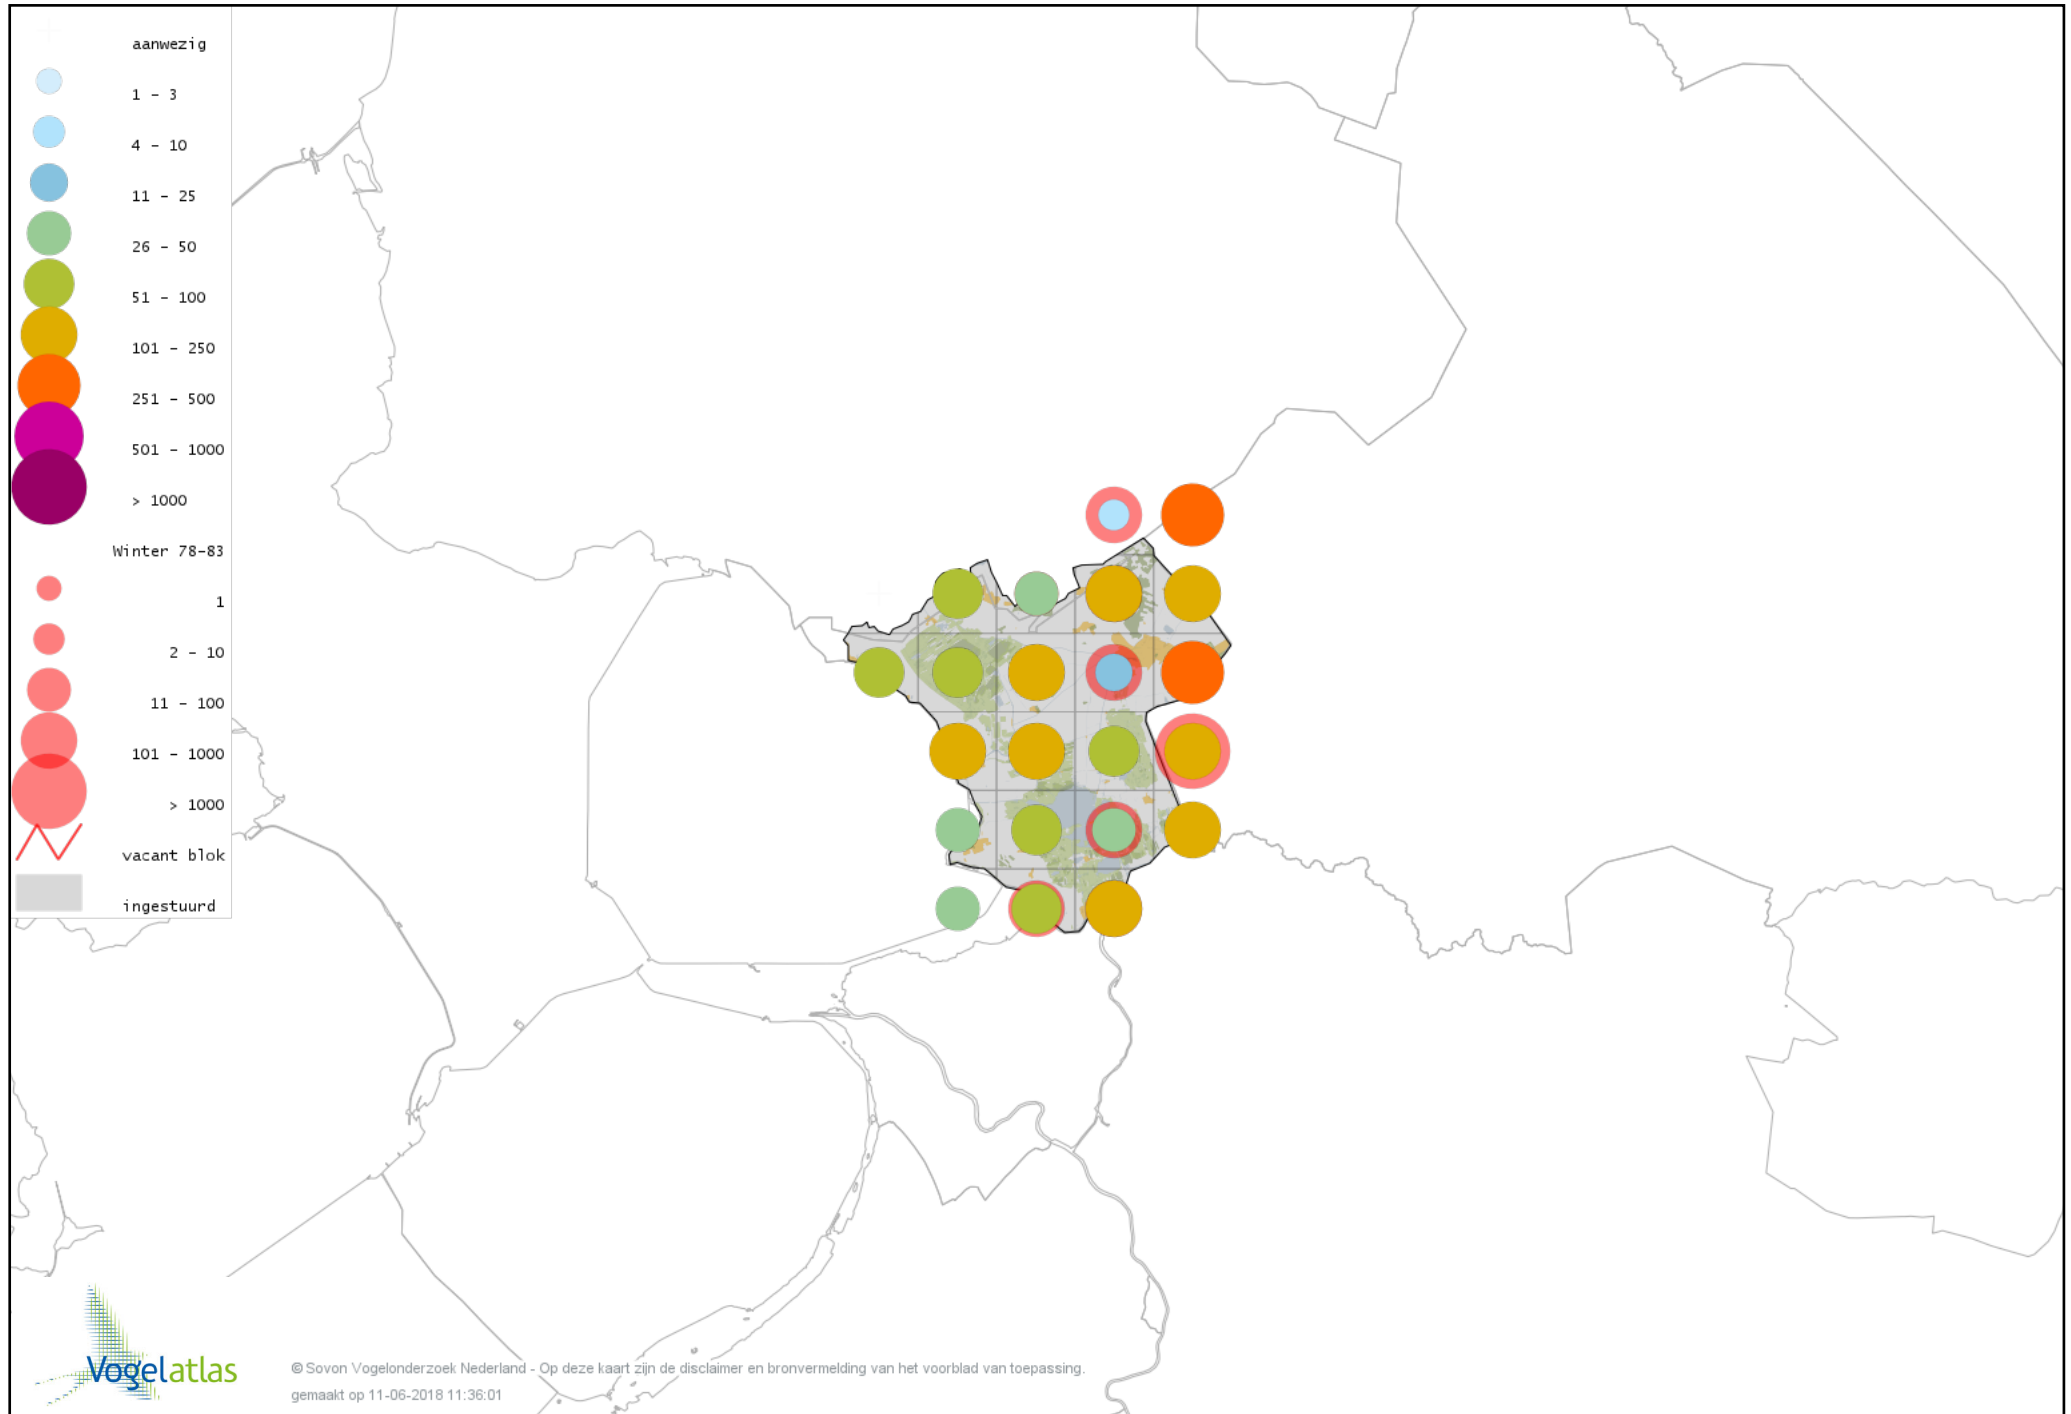 aanwezig
1 - 3
4 - 10
11 - 25
26 - 50
51 - 100
101 - 250
251 - 500
501 - 1000
> 1000
Winter 78-83
1
2 - 10
11 - 100
101 - 1000
> 1000
vacant blok
ingestuurd
Vogelatlas
© Sovon Vogelonderzoek Nederland - Op deze kaart zijn de disclaimer en bronvermelding van het voorblad van toepassing.
gemaakt op 11-06-2018 11:36:01